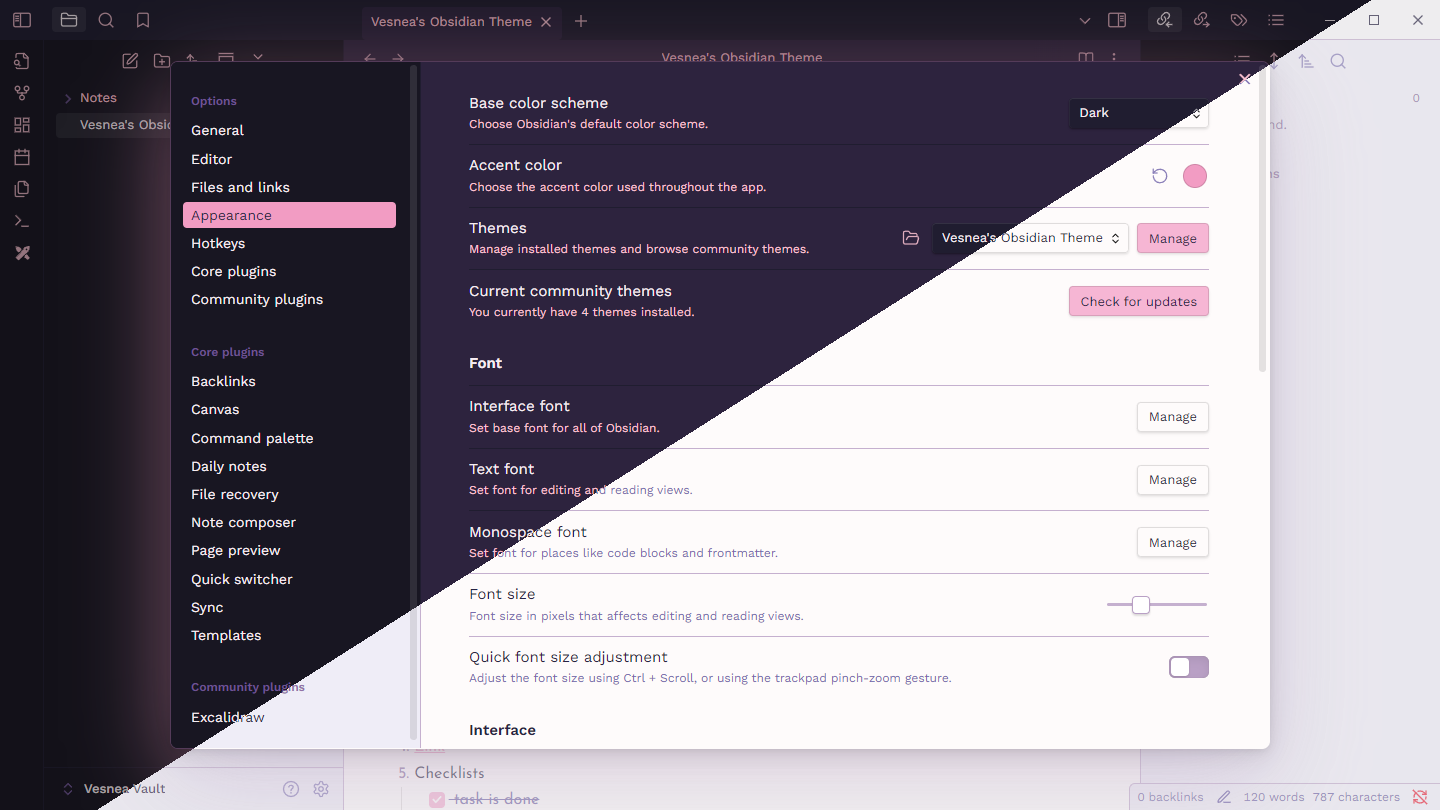 Vesnea's Obsidian Theme
Vesnea's Obsidian Theme
Notes
Vesnea's Obsi
0
nd.
Options
General
Editor
Files and links
Appearance
Hotkeys
Core plugins
Community plugins
Core plugins
Backlinks
Canvas
Command palette
Daily notes
File recovery
Note composer
Page preview
Quick switcher
Sync
Templates
Community plugins
Excalidraw
Base color scheme
Choose Obsidian's default color scheme.
Dark
Accent color
Choose the accent color used throughout the app.
Themes
Manage installed themes and browse community themes.
Vesnea's Obsidian Theme
Manage
Current community themes
You currently have 4 themes installed.
Check for updates
Font
Interface font
Set base font for all of Obsidian.
Manage
Text font
Set font for editing and reading views.
Manage
Monospace font
Set font for places like code blocks and frontmatter.
Manage
Font size
Font size in pixels that affects editing and reading views.
Quick font size adjustment
Adjust the font size using Ctrl + Scroll, or using the trackpad pinch-zoom gesture.
Interface
5. Checklists
task is done
Vesnea Vault
0 backlinks
120 words
787 characters